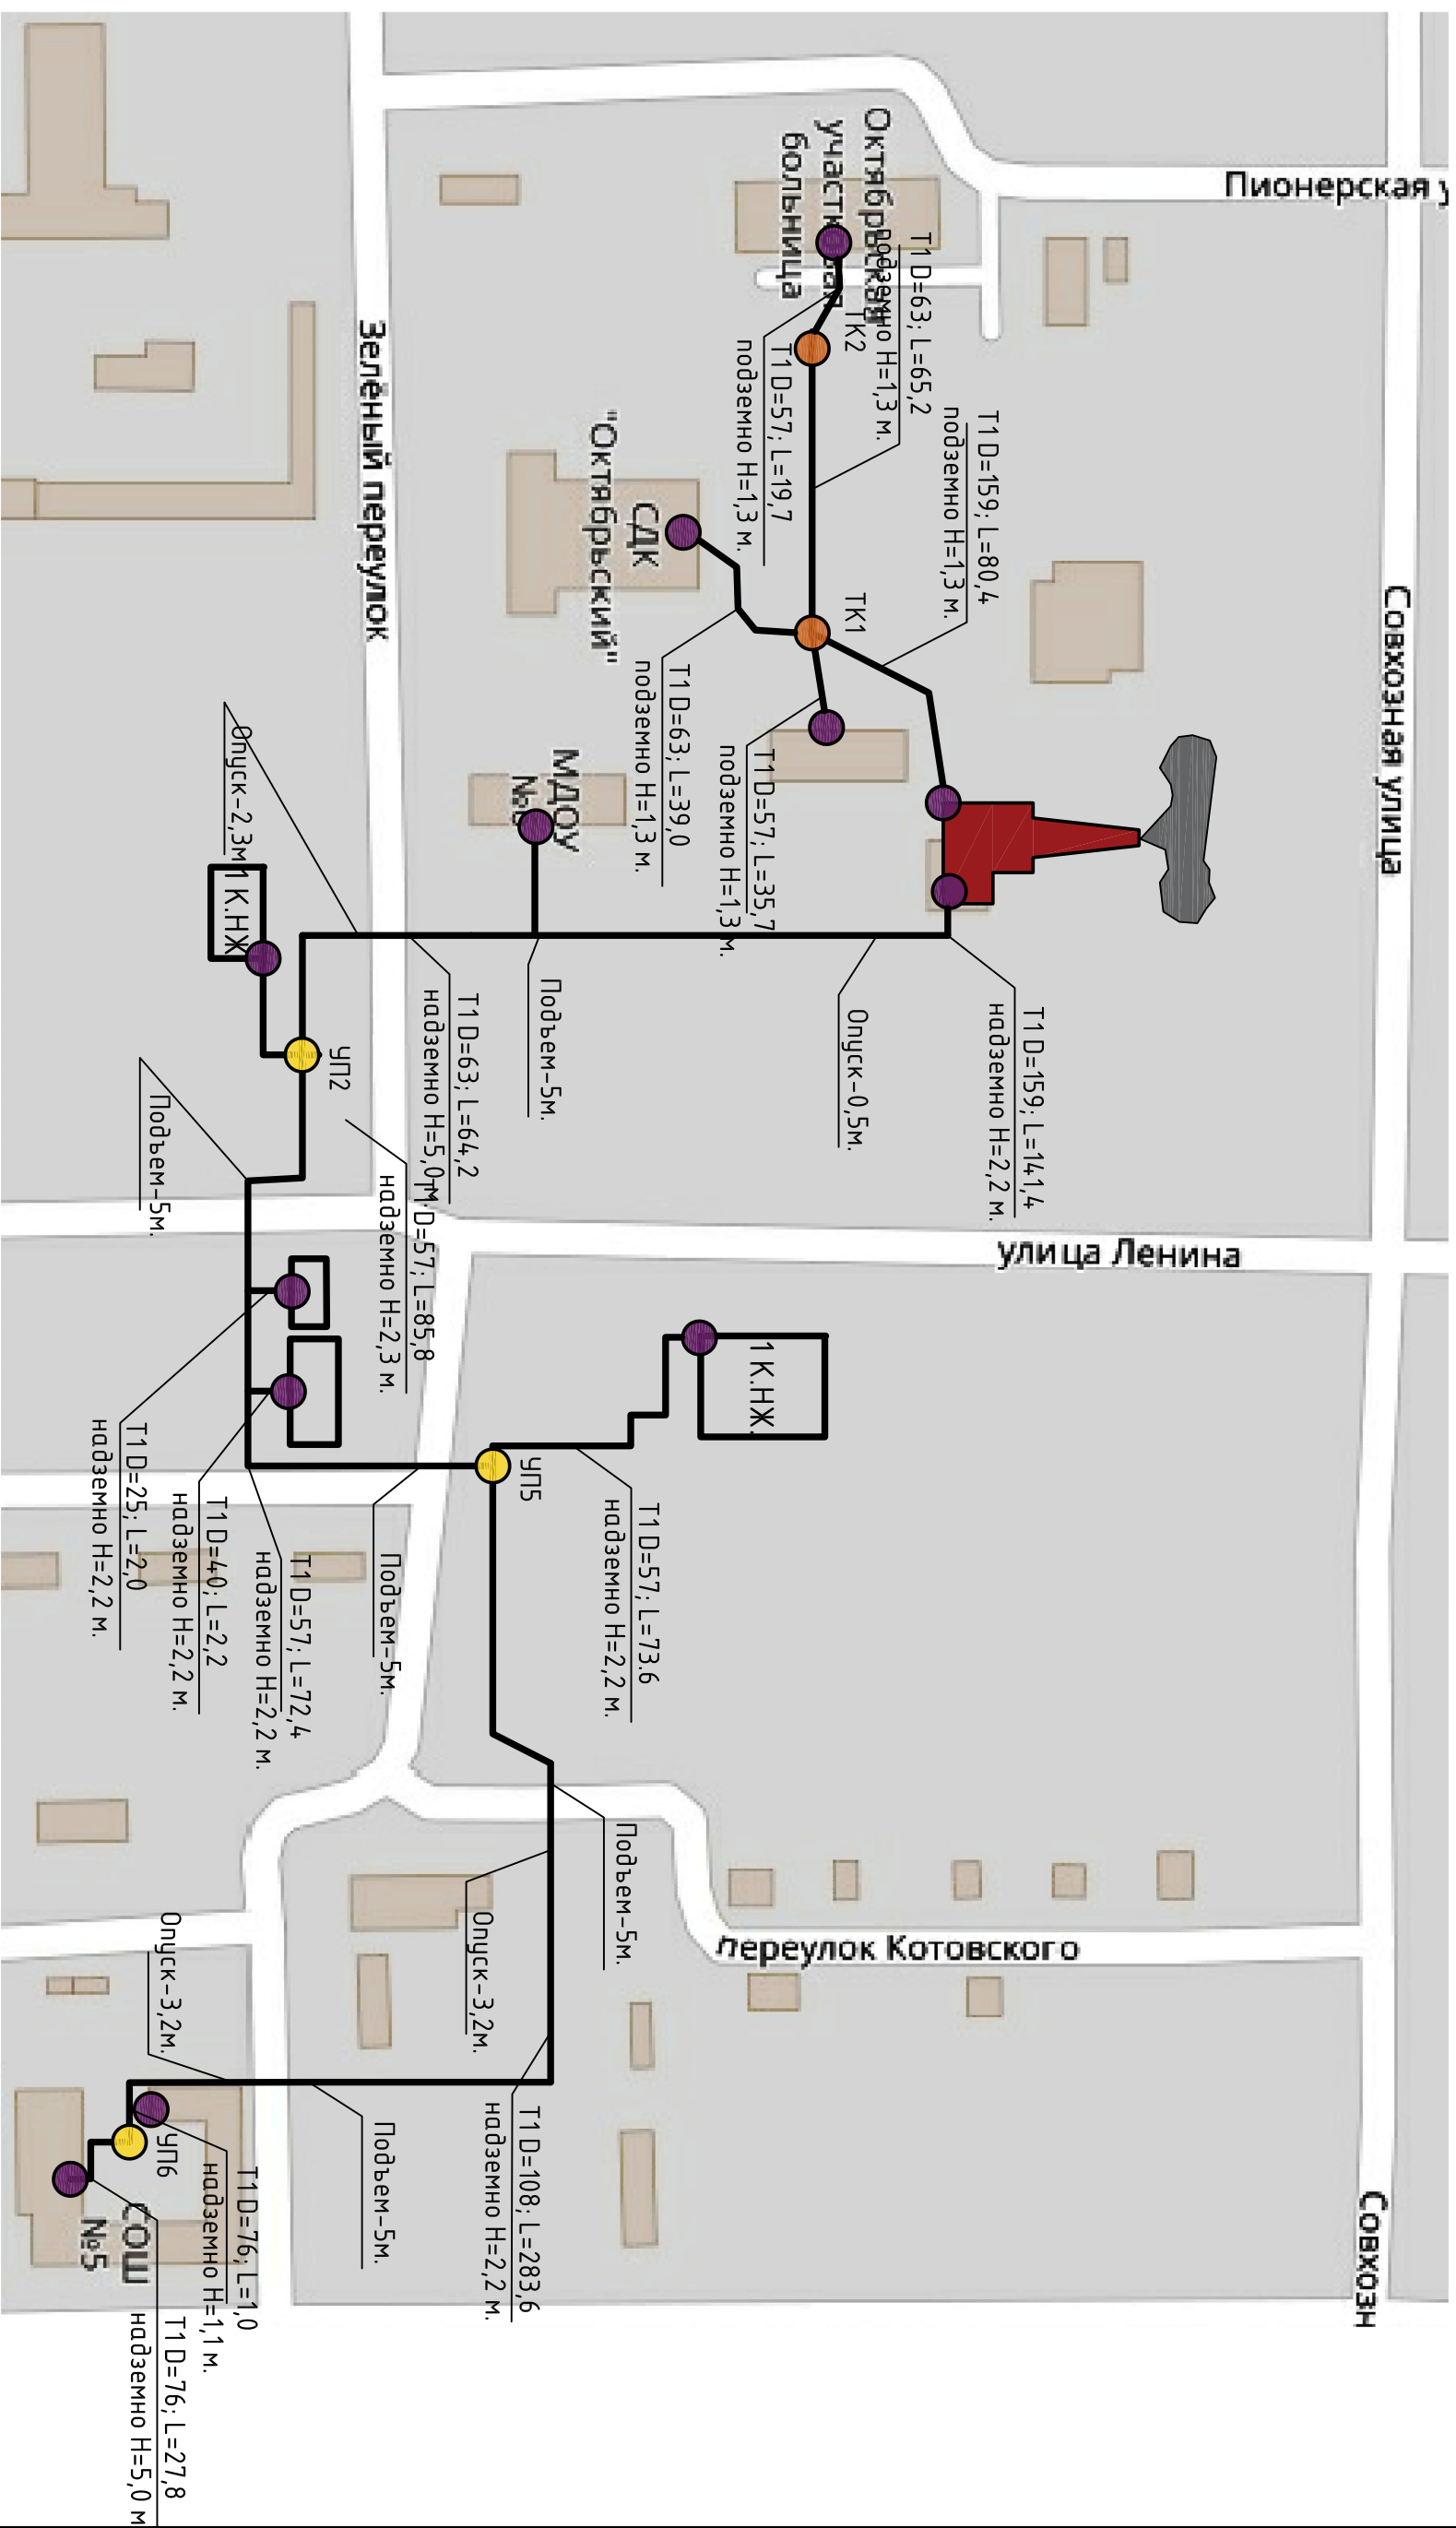 Пионерская у
Совхозная улица
Совхозн
Зелёный переулок
улица Ленина
переулок Котовского
Октябрьская
участковая
больница
Т1 D=63; L=65,2
подземно Н=1,3 м.
ТК2
Т1 D=57; L=19,7
подземно Н=1,3 м.
Т1 D=159; L=80,4
подземно Н=1,3 м.
ТК1
СДК
"Октябрьский"
Т1 D=63; L=39,0
подземно Н=1,3 м.
Т1 D=57; L=35,7
подземно Н=1,3 м.
МДОУ
Опуск-2,3м
1 К.НЖ
УП2
Т1 D=63; L=64,2
надземно Н=5,0 м.
Подъем-5м.
Опуск-0,5м.
Т1 D=159; L=141,4
надземно Н=2,2 м.
Подъем-5м.
Т1 D=57; L=85,8
надземно Н=2,3 м.
1 К.НЖ.
УП5
Т1 D=57; L=73.6
надземно Н=2,2 м.
Т1 D=25; L=2,0
надземно Н=2,2 м.
Т1 D=40; L=2,2
надземно Н=2,2 м.
Т1 D=57; L=72,4
надземно Н=2,2 м.
Подъем-5м.
Подъем-5м.
Опуск-3,2м.
Опуск-3,2м.
Т1 D=108; L=283,6
надземно Н=2,2 м.
Подъем-5м.
УП6
СОШ
№5
Т1 D=76; L=1,0
надземно Н=1,1 м.
Т1 D=76; L=27,8
надземно Н=5,0 м